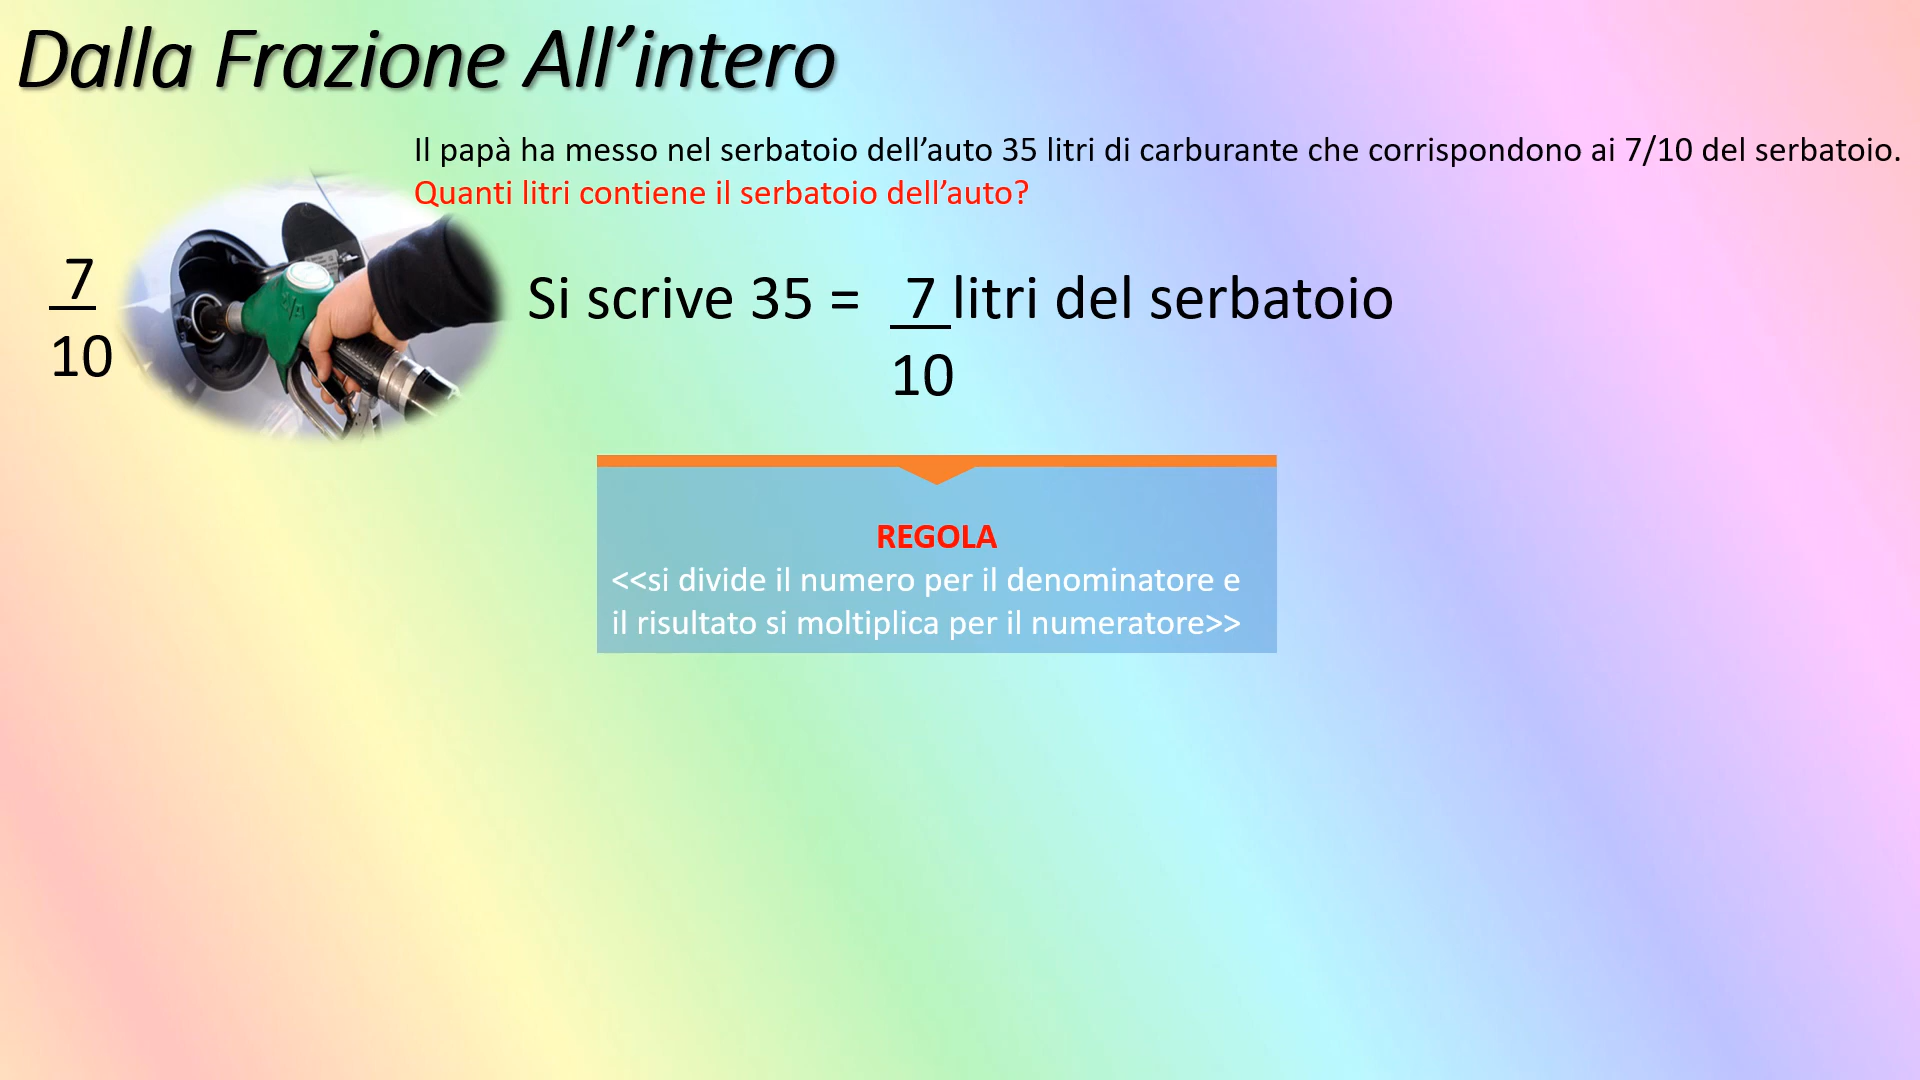 Dalla Frazione All’intero
Il papà ha messo nel serbatoio dell’auto 35 litri di carburante che corrispondono ai 7/10 del serbatoio.
Quanti litri contiene il serbatoio dell’auto?
7
10
Si scrive 35 = 7 litri del serbatoio
10
REGOLA
<<si divide il numero per il denominatore e
il risultato si moltiplica per il numeratore>>